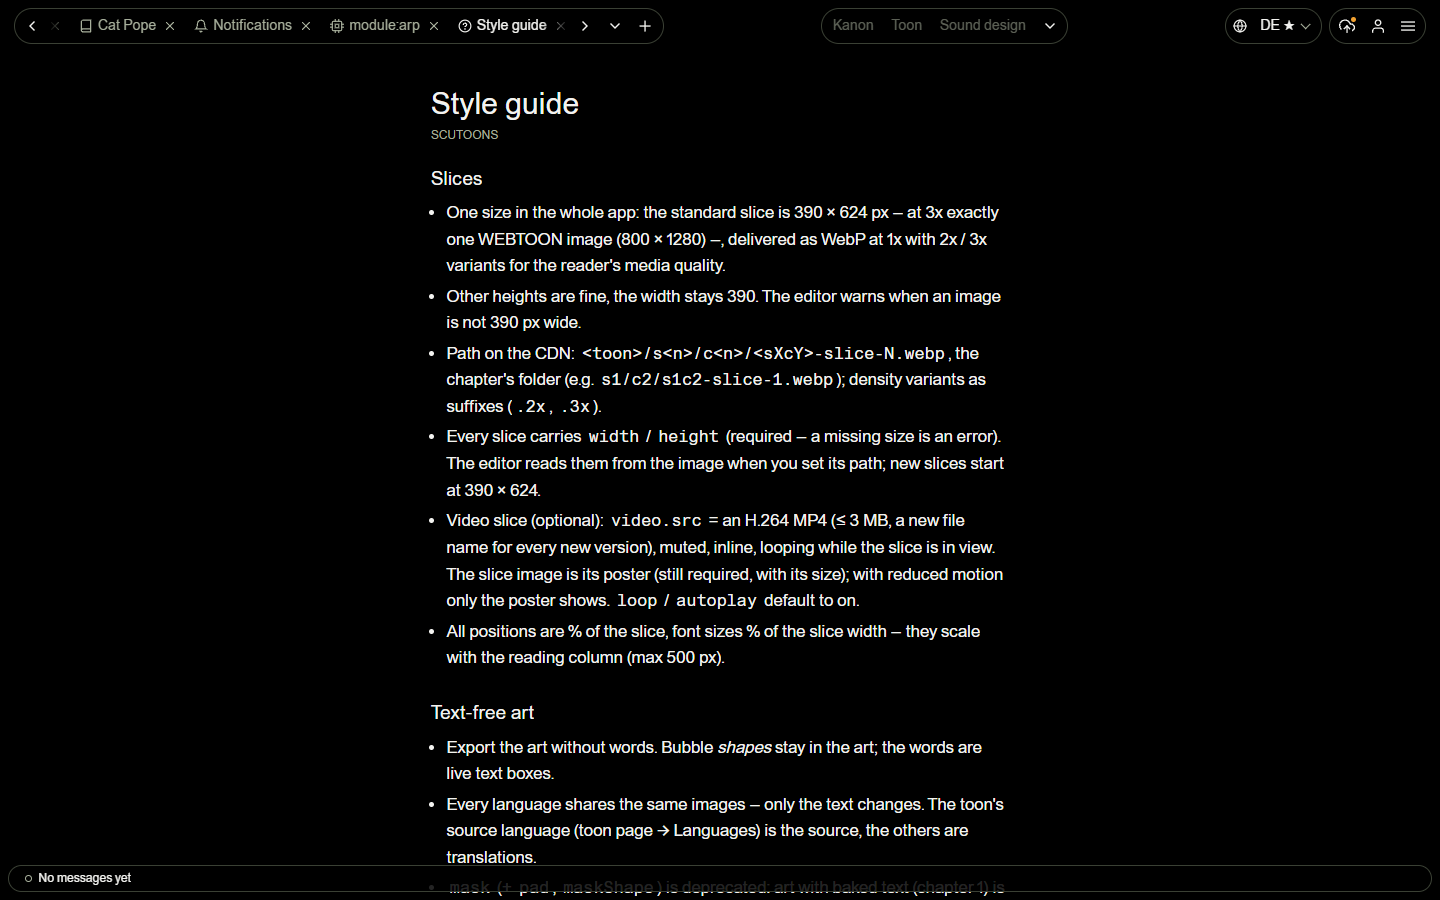 Cat Pope
Notifications
module:arp
Style guide
Kanon Toon Sound design
DE ★
Style guide
SCUTOONS
Slices
• One size in the whole app: the standard slice is 390 × 624 px – at 3x exactly
one WEBTOON image (800 × 1280) –, delivered as WebP at 1x with 2x / 3x
variants for the reader's media quality.
• Other heights are fine, the width stays 390. The editor warns when an image
is not 390 px wide.
• Path on the CDN: <toon>/s<n>/c<n>/<sXcY>-slice-N.webp, the
chapter's folder (e.g. s1/c2/s1c2-slice-1.webp); density variants as
suffixes (.2x, .3x).
• Every slice carries width / height (required – a missing size is an error).
The editor reads them from the image when you set its path; new slices start
at 390 × 624.
• Video slice (optional): video.src = an H.264 MP4 (≤ 3 MB, a new file
name for every new version), muted, inline, looping while the slice is in view.
The slice image is its poster (still required, with its size); with reduced motion
only the poster shows. loop / autoplay default to on.
• All positions are % of the slice, font sizes % of the slice width – they scale
with the reading column (max 500 px).
Text-free art
• Export the art without words. Bubble shapes stay in the art; the words are
live text boxes.
• Every language shares the same images – only the text changes. The toon's
source language (toon page → Languages) is the source, the others are
translations.
• mask (+ pad, maskShape) is deprecated: art with baked text (chapter 1) is
No messages yet